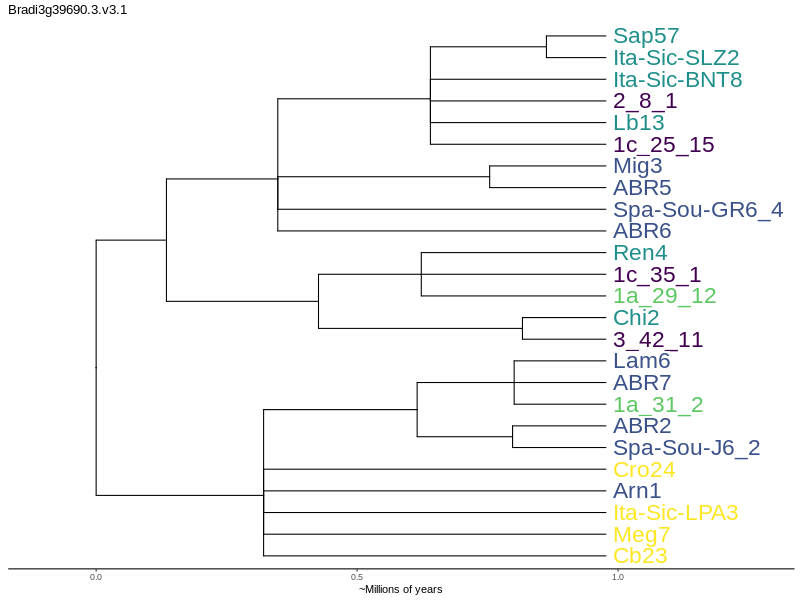 Bradi3g39690.3.v3.1
Sap57
Ita-Sic-SLZ2
Ita-Sic-BNT8
2_8_1
Lb13
1c_25_15
Mig3
ABR5
Spa-Sou-GR6_4
ABR6
Ren4
1c_35_1
1a_29_12
Chi2
3_42_11
Lam6
ABR7
1a_31_2
ABR2
Spa-Sou-J6_2
Cro24
Arn1
Ita-Sic-LPA3
Meg7
Cb23
0.0 0.5 1.0
~Millions of years